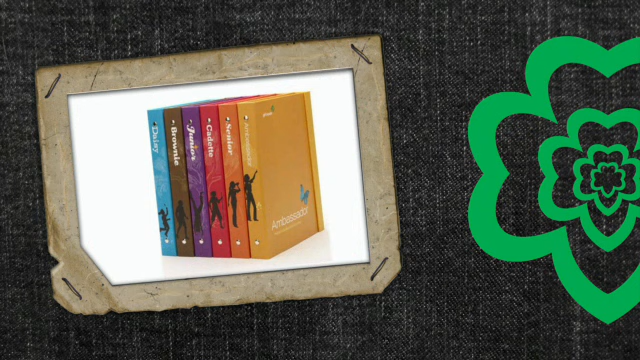 Daisy
Brownie
Junior
Cadette
Senior
Ambassador
Ambassador